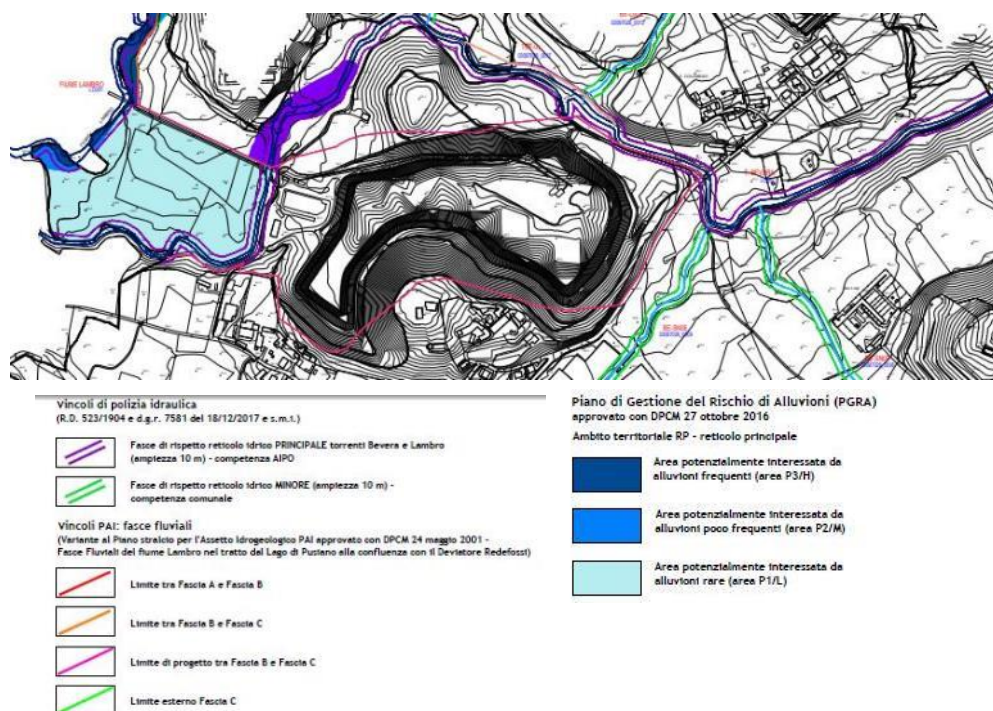 FIUME LAMBRO
Vincoli di polizia idraulica
(R.D. 523/1904 e d.g.r. 7581 del 18/12/2017 e s.m.i.)
Fasce di rispetto reticolo idrico PRINCIPALE torrenti Bevera e Lambro
(ampiezza 10 m) - competenza AIPO
Fasce di rispetto reticolo idrico MINORE (ampiezza 10 m) -
competenza comunale
Vincoli PAI: fasce fluviali
(Variante al Piano stralcio per l'Assetto Idrogeologico PAI approvato con DPCM 24 maggio 2001 -
Fasce Fluviali del fiume Lambro nel tratto dal Lago di Pusiano alla confluenza con il Deviatore Redefossi)
Limite tra Fascia A e Fascia B
Limite tra Fascia B e Fascia C
Limite di progetto tra Fascia B e Fascia C
Limite esterno Fascia C
Piano di Gestione del Rischio di Alluvioni (PGRA)
approvato con DPCM 27 ottobre 2016
Ambito territoriale RP - reticolo principale
Area potenzialmente interessata da
alluvioni frequenti (area P3/H)
Area potenzialmente interessata da
alluvioni poco frequenti (area P2/M)
Area potenzialmente interessata da
alluvioni rare (area P1/L)